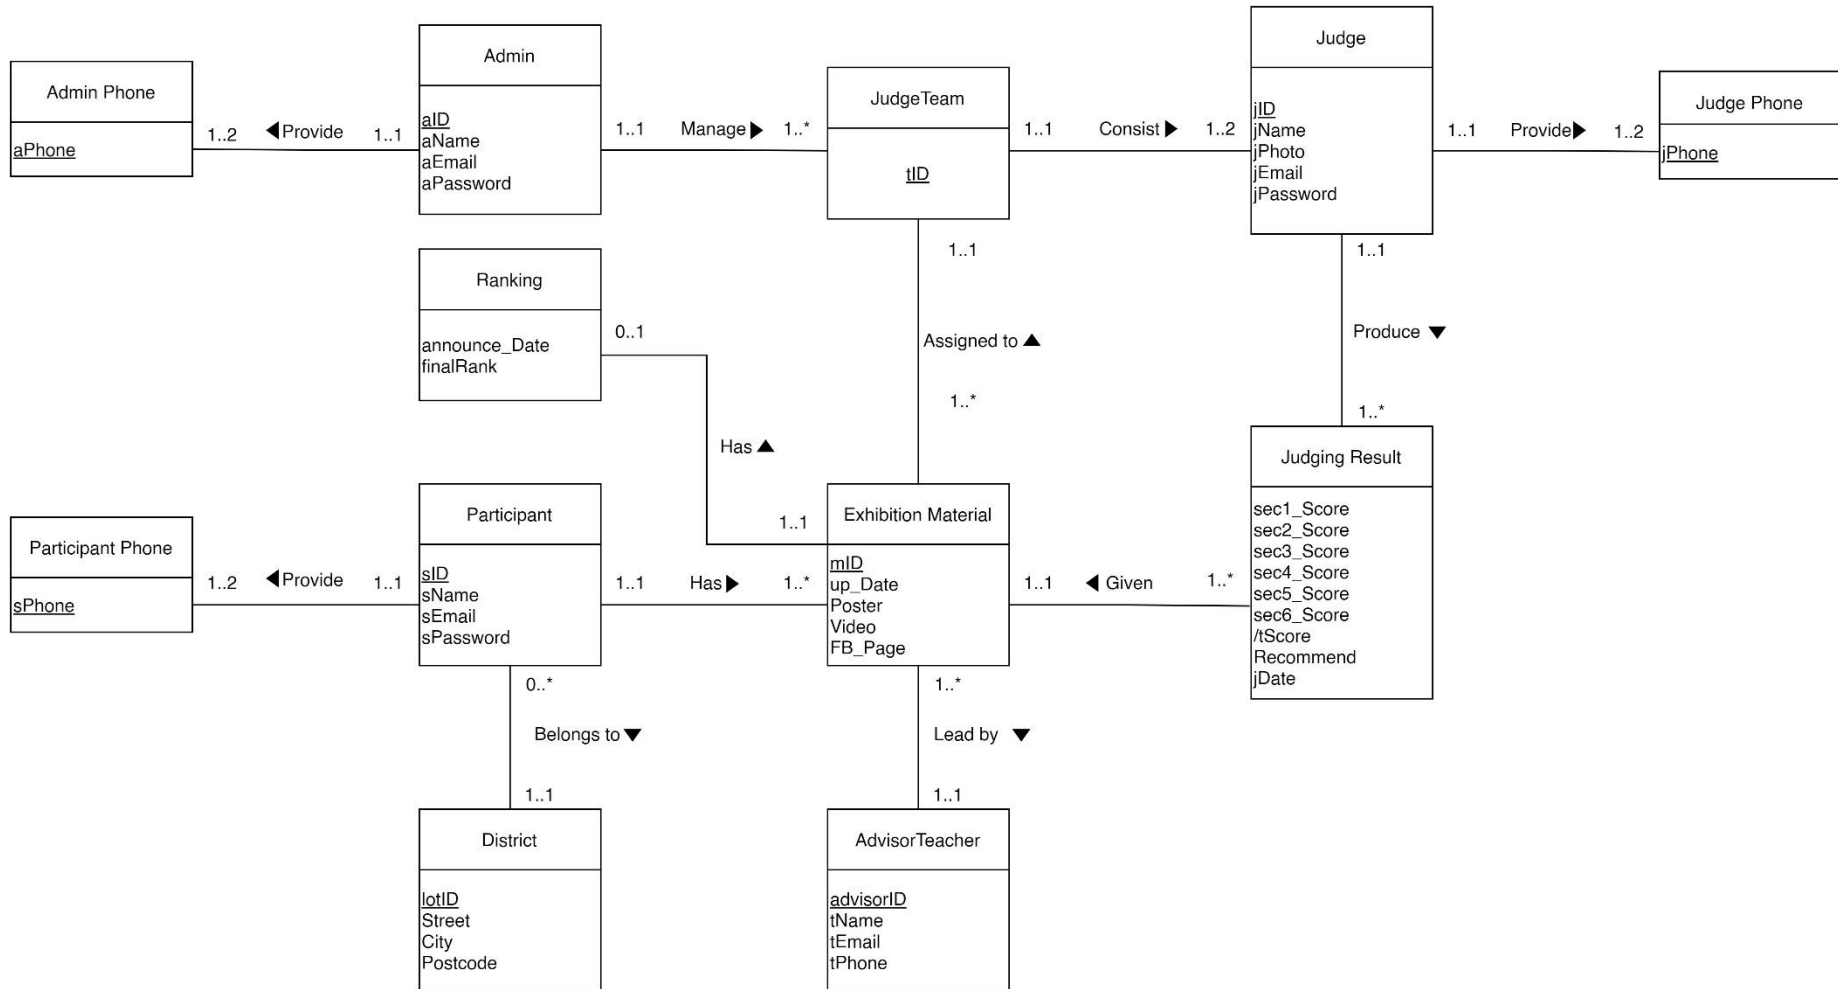 Admin Phone
aPhone
1..2
◀Provide
1..1
Admin
aID
aName
aEmail
aPassword
1..1
Manage ▶
1..*
JudgeTeam
tID
1..1
Consist ▶
1..2
Judge
jID
jName
jPhoto
jEmail
jPassword
1..1
Provide▶
1..2
Judge Phone
jPhone
Ranking
announce_Date
finalRank
0..1
Has ▲
1..1
1..1
Assigned to ▲
1..*
1..1
Produce ▼
1..*
Participant Phone
sPhone
1..2
◀Provide
1..1
Participant
sID
sName
sEmail
sPassword
1..1
Has ▶
1..*
Exhibition Material
mID
up_Date
Poster
Video
FB_Page
1..1
◀ Given
1..*
Judging Result
sec1_Score
sec2_Score
sec3_Score
sec4_Score
sec5_Score
sec6_Score
/tScore
Recommend
jDate
0..*
Belongs to ▼
1..1
District
lotID
Street
City
Postcode
1..*
Lead by ▼
1..1
AdvisorTeacher
advisorID
tName
tEmail
tPhone